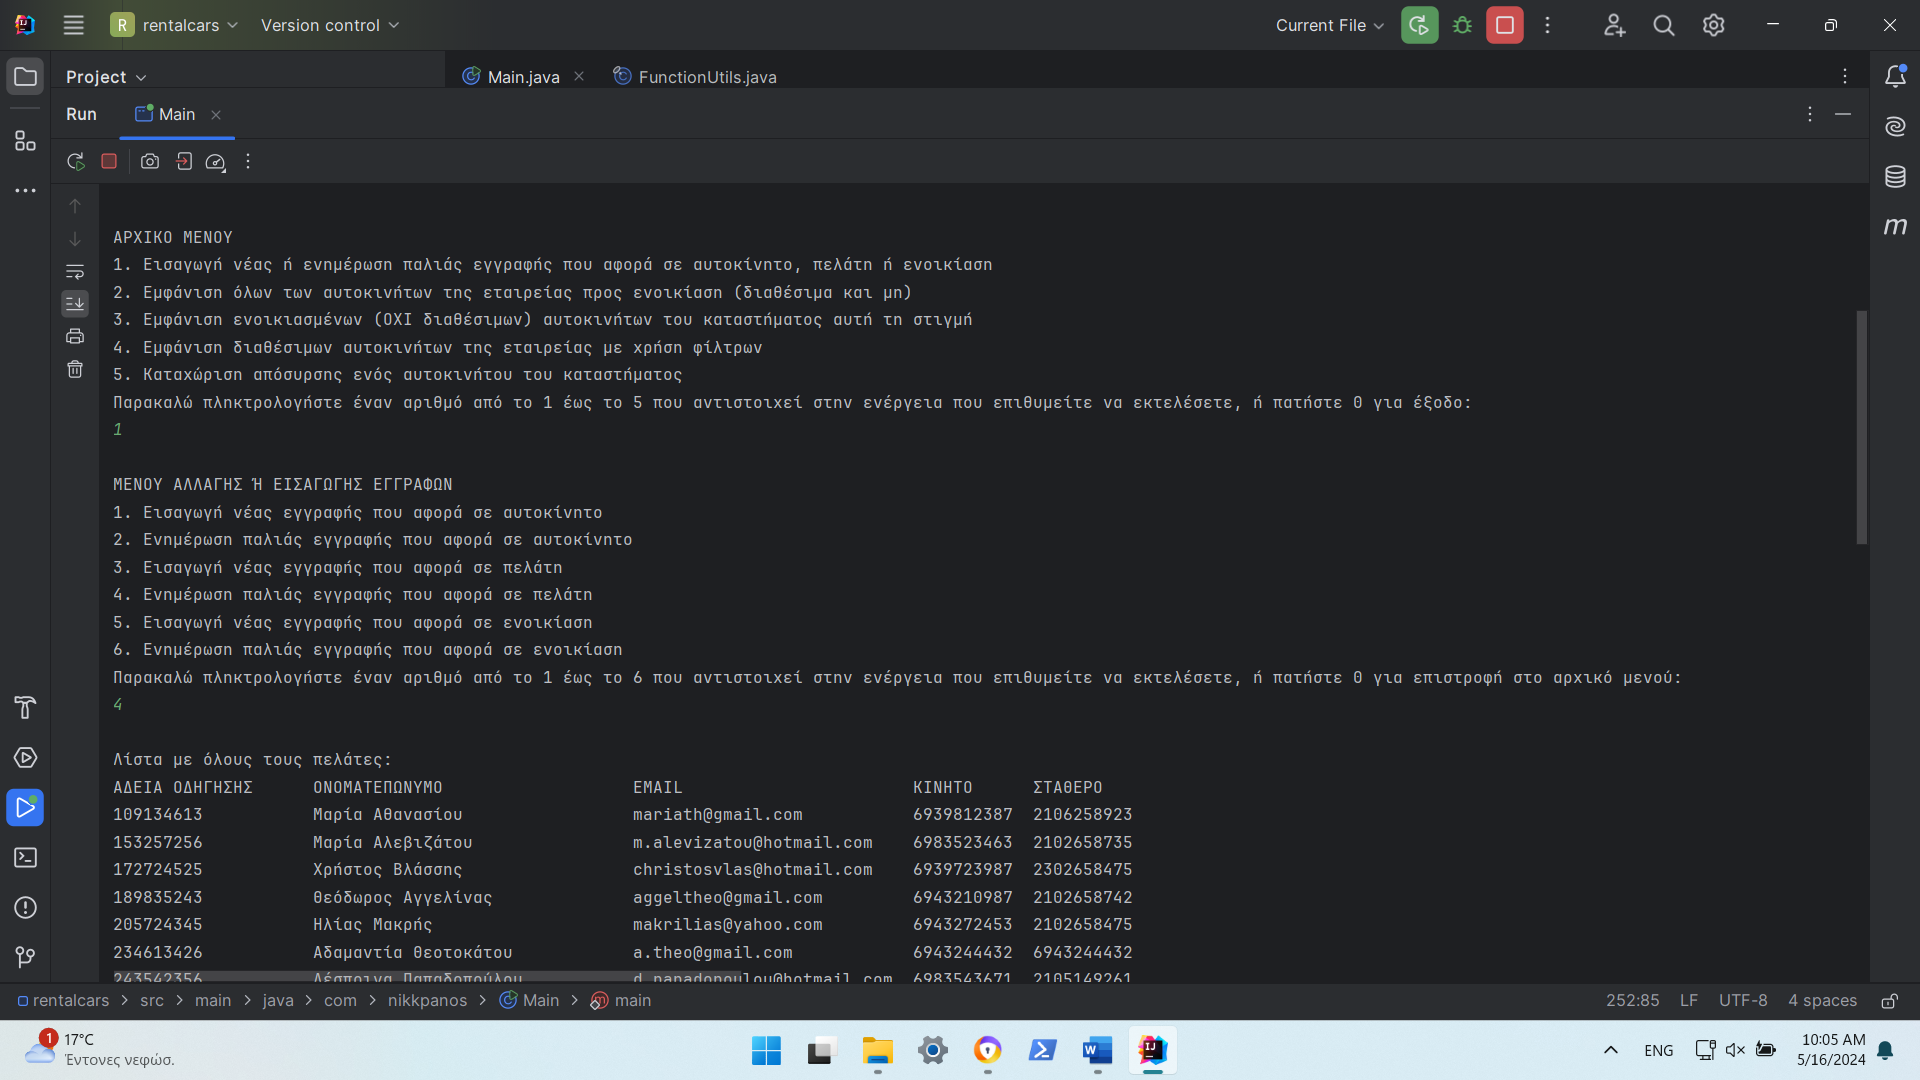 R rentalcars Version control Current File
Project Main.java FunctionUtils.java
Run Main
ΑΡΧΙΚΟ ΜΕΝΟΥ
1. Εισαγωγή νέας ή ενημέρωση παλιάς εγγραφής που αφορά σε αυτοκίνητο, πελάτη ή ενοικίαση
2. Εμφάνιση όλων των αυτοκινήτων της εταιρείας προς ενοικίαση (διαθέσιμα και μη)
3. Εμφάνιση ενοικιασμένων (ΟΧΙ διαθέσιμων) αυτοκινήτων του καταστήματος αυτή τη στιγμή
4. Εμφάνιση διαθέσιμων αυτοκινήτων της εταιρείας με χρήση φίλτρων
5. Καταχώριση απόσυρσης ενός αυτοκινήτου του καταστήματος
Παρακαλώ πληκτρολογήστε έναν αριθμό από το 1 έως το 5 που αντιστοιχεί στην ενέργεια που επιθυμείτε να εκτελέσετε, ή πατήστε 0 για έξοδο:
1
ΜΕΝΟΥ ΑΛΛΑΓΗΣ Ή ΕΙΣΑΓΩΓΗΣ ΕΓΓΡΑΦΩΝ
1. Εισαγωγή νέας εγγραφής που αφορά σε αυτοκίνητο
2. Ενημέρωση παλιάς εγγραφής που αφορά σε αυτοκίνητο
3. Εισαγωγή νέας εγγραφής που αφορά σε πελάτη
4. Ενημέρωση παλιάς εγγραφής που αφορά σε πελάτη
5. Εισαγωγή νέας εγγραφής που αφορά σε ενοικίαση
6. Ενημέρωση παλιάς εγγραφής που αφορά σε ενοικίαση
Παρακαλώ πληκτρολογήστε έναν αριθμό από το 1 έως το 6 που αντιστοιχεί στην ενέργεια που επιθυμείτε να εκτελέσετε, ή πατήστε 0 για επιστροφή στο αρχικό μενού:
4
Λίστα με όλους τους πελάτες:
ΑΔΕΙΑ ΟΔΗΓΗΣΗΣ ΟΝΟΜΑΤΕΠΩΝΥΜΟ EMAIL ΚΙΝΗΤΟ ΣΤΑΘΕΡΟ
109134613 Μαρία Αθανασίου mariath@gmail.com 6939812387 2106258923
153257256 Μαρία Αλεβιζάτου m.alevizatou@hotmail.com 6983523463 2102658735
172724525 Χρήστος Βλάσσης christosvlas@hotmail.com 6939723987 2302658475
189835243 Θεόδωρος Αγγελίνας aggeltheo@gmail.com 6943210987 2102658742
205724345 Ηλίας Μακρής makrilias@yahoo.com 6943272453 2102658475
234613426 Αδαμαντία Θεοτοκάτου a.theo@gmail.com 6943244432 6943244432
243542356 Δέσποινα Παπαδοπούλου d.papadopoulou@hotmail.com 6983543671 2105149261
rentalcars src main java com nikkpanos Main main 252:85 LF UTF-8 4 spaces
1 17°C ENG 10:05 AM
Έντονες νεφώσ. 5/16/2024